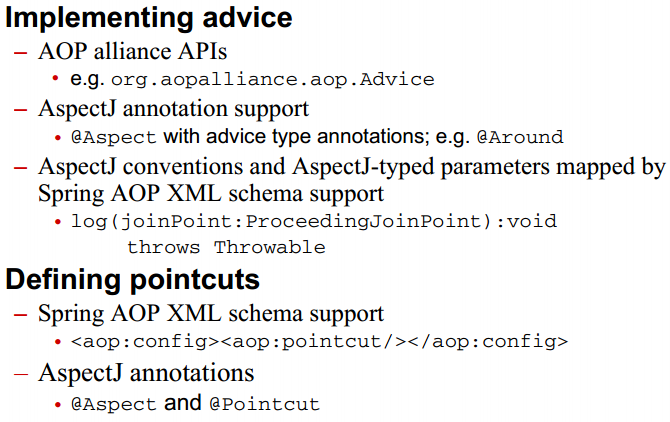 Implementing advice
– AOP alliance APIs
• e.g. org.aopalliance.aop.Advice
– AspectJ annotation support
• @Aspect with advice type annotations; e.g. @Around
– AspectJ conventions and AspectJ-typed parameters mapped by
Spring AOP XML schema support
• log(joinPoint:ProceedingJoinPoint):void
throws Throwable
Defining pointcuts
– Spring AOP XML schema support
• <aop:config><aop:pointcut/></aop:config>
– AspectJ annotations
• @Aspect and @Pointcut